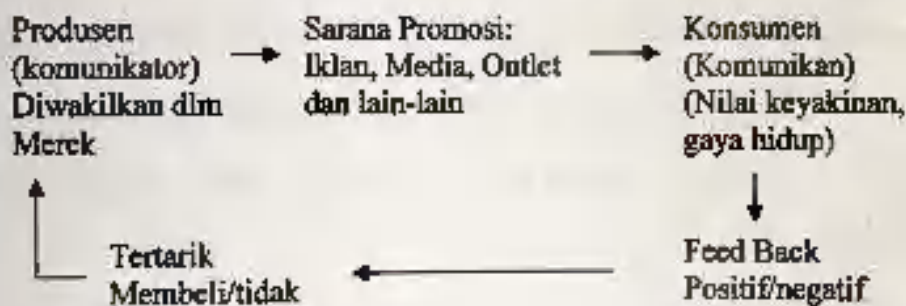 Produsen
(komunikator)
Diwakilkan dlm
Merek
Sarana Promosi:
Iklan, Media, Outlet
dan lain-lain
Konsumen
(Komunikan)
(Nilai keyakinan,
gaya hidup)
Feed Back
Positif/negatif
Tertarik
Membeli/tidak